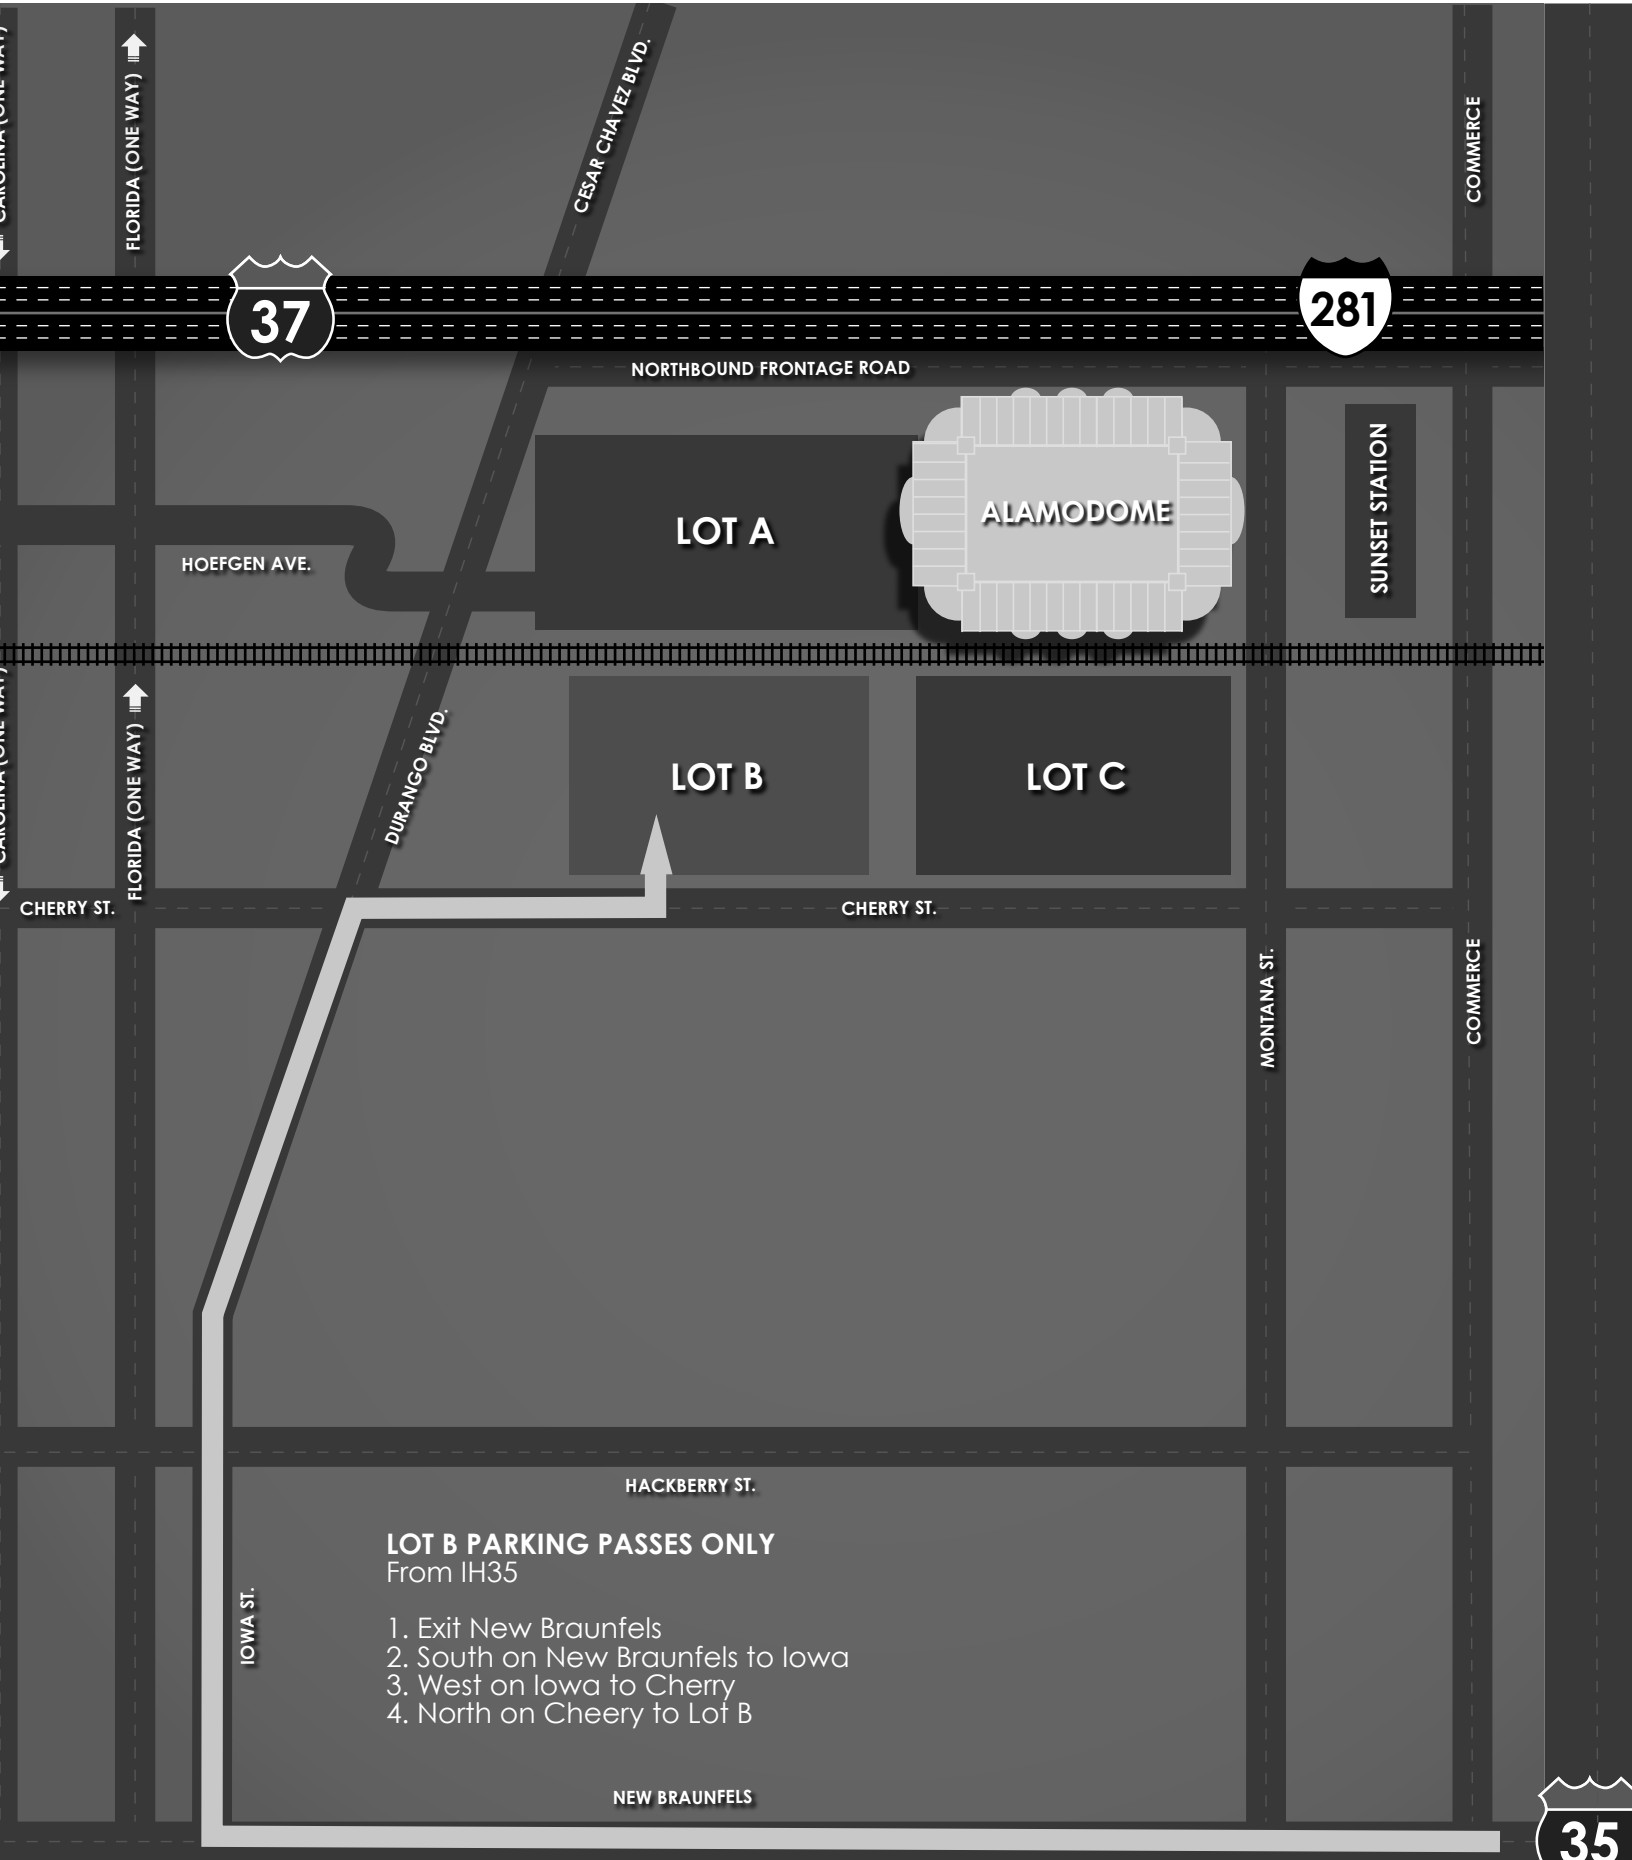 CAROLINA (ONE WAY)
FLORIDA (ONE WAY)
CESAR CHAVEZ BLVD.
COMMERCE
37
281
NORTHBOUND FRONTAGE ROAD
LOT A
ALAMODOME
SUNSET STATION
HOEFGEN AVE.
CAROLINA (ONE WAY)
FLORIDA (ONE WAY)
DURANGO BLVD.
LOT B
LOT C
CHERRY ST.
CHERRY ST.
MONTANA ST.
COMMERCE
HACKBERRY ST.
LOT B PARKING PASSES ONLY
From IH35
1. Exit New Braunfels
2. South on New Braunfels to Iowa
3. West on Iowa to Cherry
4. North on Cheery to Lot B
IOWA ST.
NEW BRAUNFELS
35